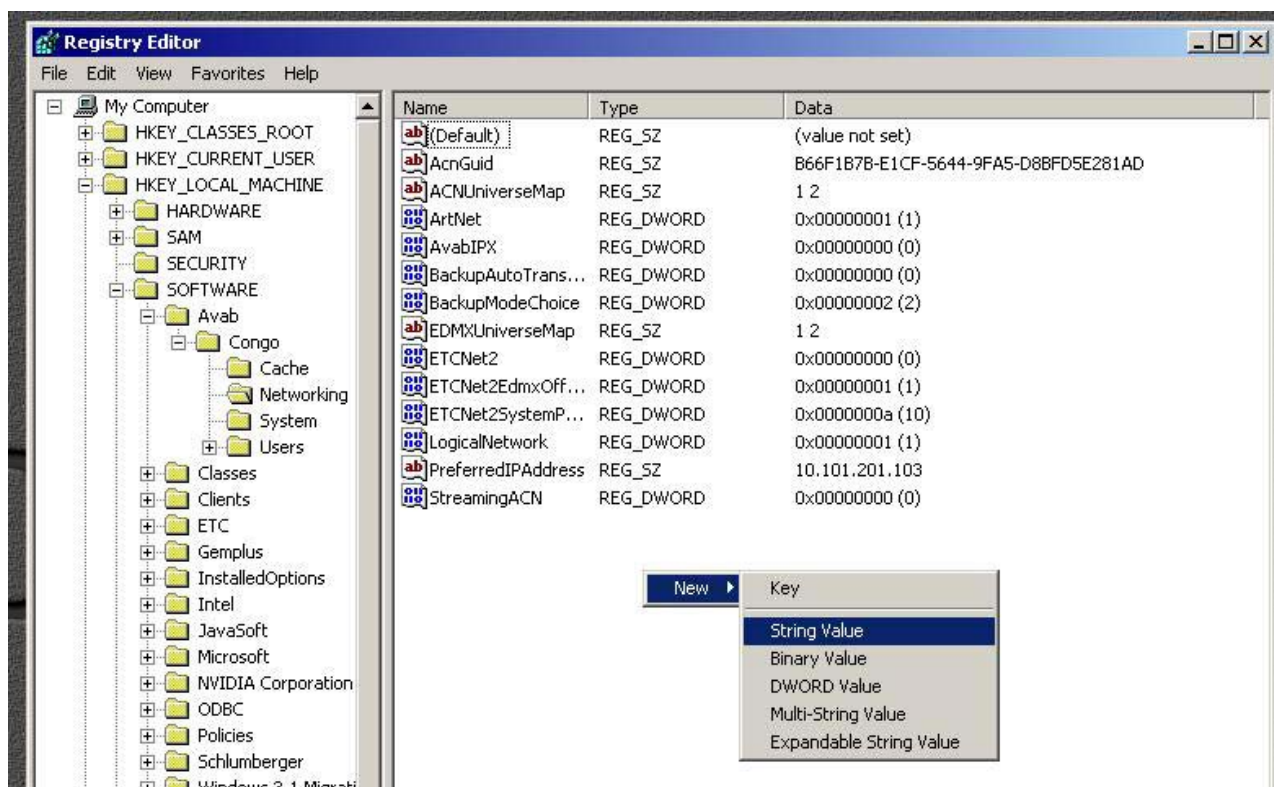 Registry Editor
File Edit View Favorites Help
My Computer
HKEY_CLASSES_ROOT
HKEY_CURRENT_USER
HKEY_LOCAL_MACHINE
HARDWARE
SAM
SECURITY
SOFTWARE
Avab
Congo
Cache
Networking
System
Users
Classes
Clients
ETC
Gemplus
InstalledOptions
Intel
JavaSoft
Microsoft
NVIDIA Corporation
ODBC
Policies
Schlumberger
Windows 3.1 Migrati
Name Type Data
(Default) REG_SZ (value not set)
AcnGuid REG_SZ B66F1B7B-E1CF-5644-9FA5-D8BFD5E281AD
ACNUniverseMap REG_SZ 1 2
ArtNet REG_DWORD 0x00000001 (1)
AvabIPX REG_DWORD 0x00000000 (0)
BackupAutoTrans... REG_DWORD 0x00000000 (0)
BackupModeChoice REG_DWORD 0x00000002 (2)
EDMXUniverseMap REG_SZ 1 2
ETCNet2 REG_DWORD 0x00000000 (0)
ETCNet2EdmxOff... REG_DWORD 0x00000001 (1)
ETCNet2SystemP... REG_DWORD 0x0000000a (10)
LogicalNetwork REG_DWORD 0x00000001 (1)
PreferredIPAddress REG_SZ 10.101.201.103
StreamingACN REG_DWORD 0x00000000 (0)
New
Key
String Value
Binary Value
DWORD Value
Multi-String Value
Expandable String Value